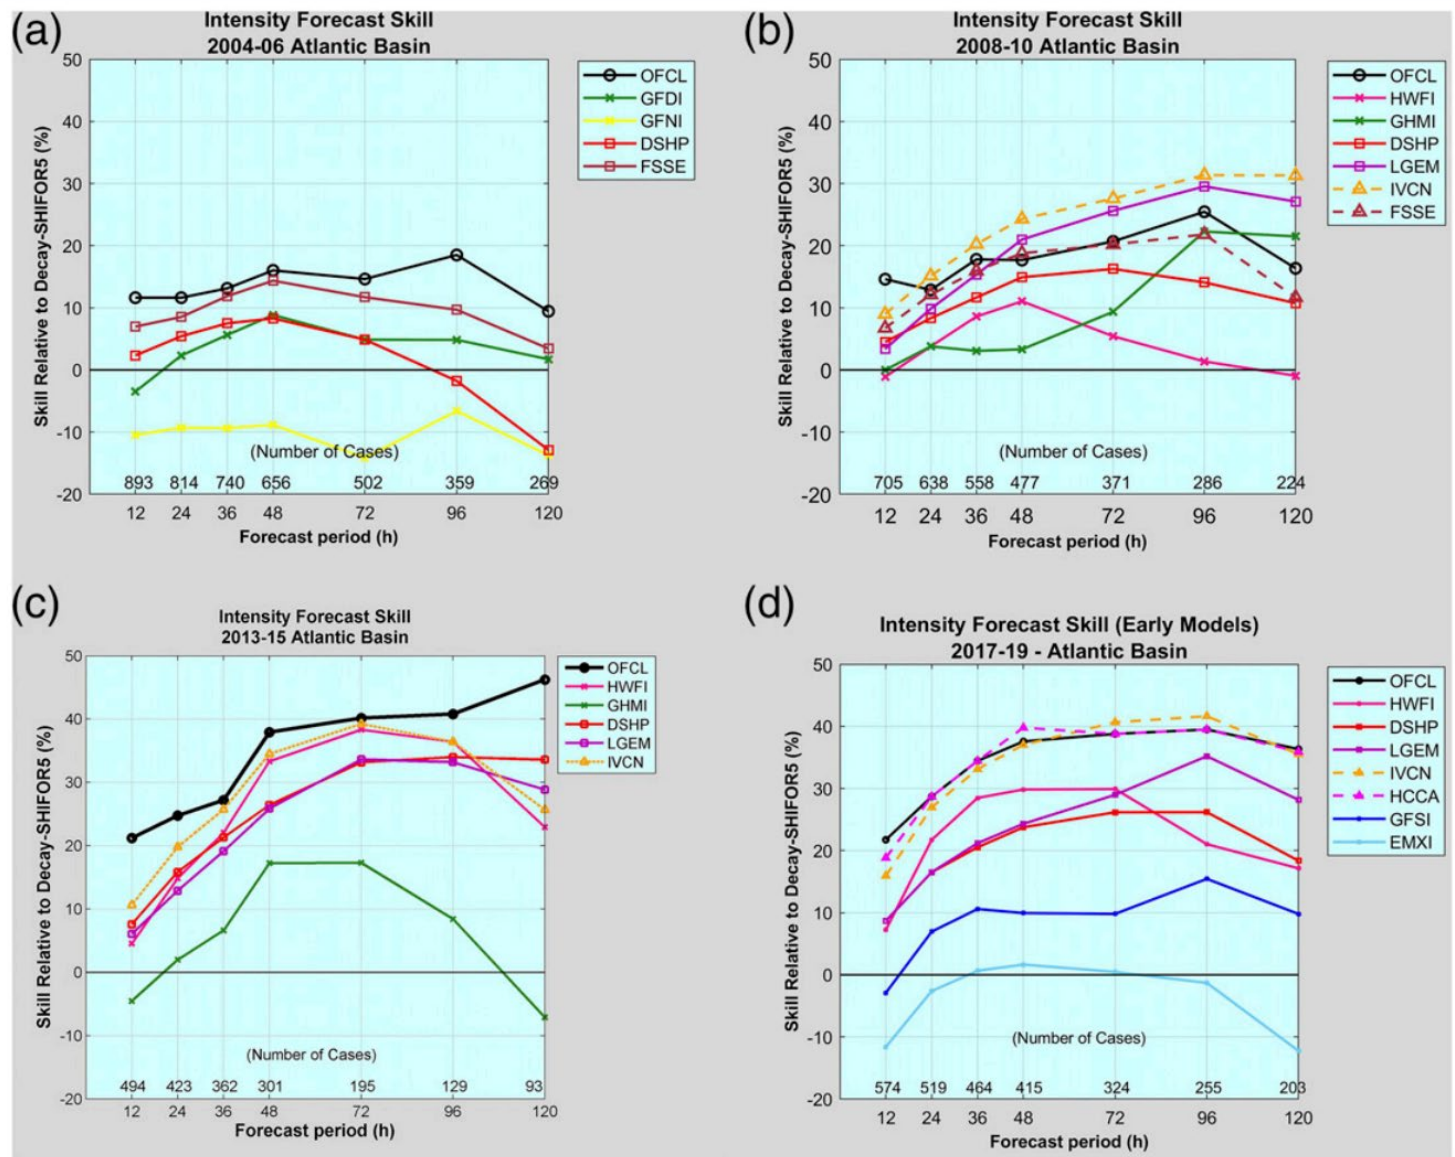 (a)
Intensity Forecast Skill
2004-06 Atlantic Basin
Skill Relative to Decay-SHIFOR5 (%)
50
40
30
20
10
0
-10
-20
OFCL
GFDI
GFNI
DSHP
FSSE
(Number of Cases)
893 814 740 656 502 359 269
12 24 36 48 72 96 120
Forecast period (h)
(b)
Intensity Forecast Skill
2008-10 Atlantic Basin
Skill Relative to Decay-SHIFOR5 (%)
50
40
30
20
10
0
-10
-20
OFCL
HWFI
GHMI
DSHP
LGEM
IVCN
FSSE
(Number of Cases)
705 638 558 477 371 286 224
12 24 36 48 72 96 120
Forecast period (h)
(c)
Intensity Forecast Skill
2013-15 Atlantic Basin
Skill Relative to Decay-SHIFOR5 (%)
50
40
30
20
10
0
-10
-20
OFCL
HWFI
GHMI
DSHP
LGEM
IVCN
(Number of Cases)
494 423 362 301 195 129 93
12 24 36 48 72 96 120
Forecast period (h)
(d)
Intensity Forecast Skill (Early Models)
2017-19 - Atlantic Basin
Skill Relative to Decay-SHIFOR5 (%)
50
40
30
20
10
0
-10
-20
OFCL
HWFI
DSHP
LGEM
IVCN
HCCA
GFSI
EMXI
(Number of Cases)
574 519 464 415 324 255 203
12 24 36 48 72 96 120
Forecast period (h)